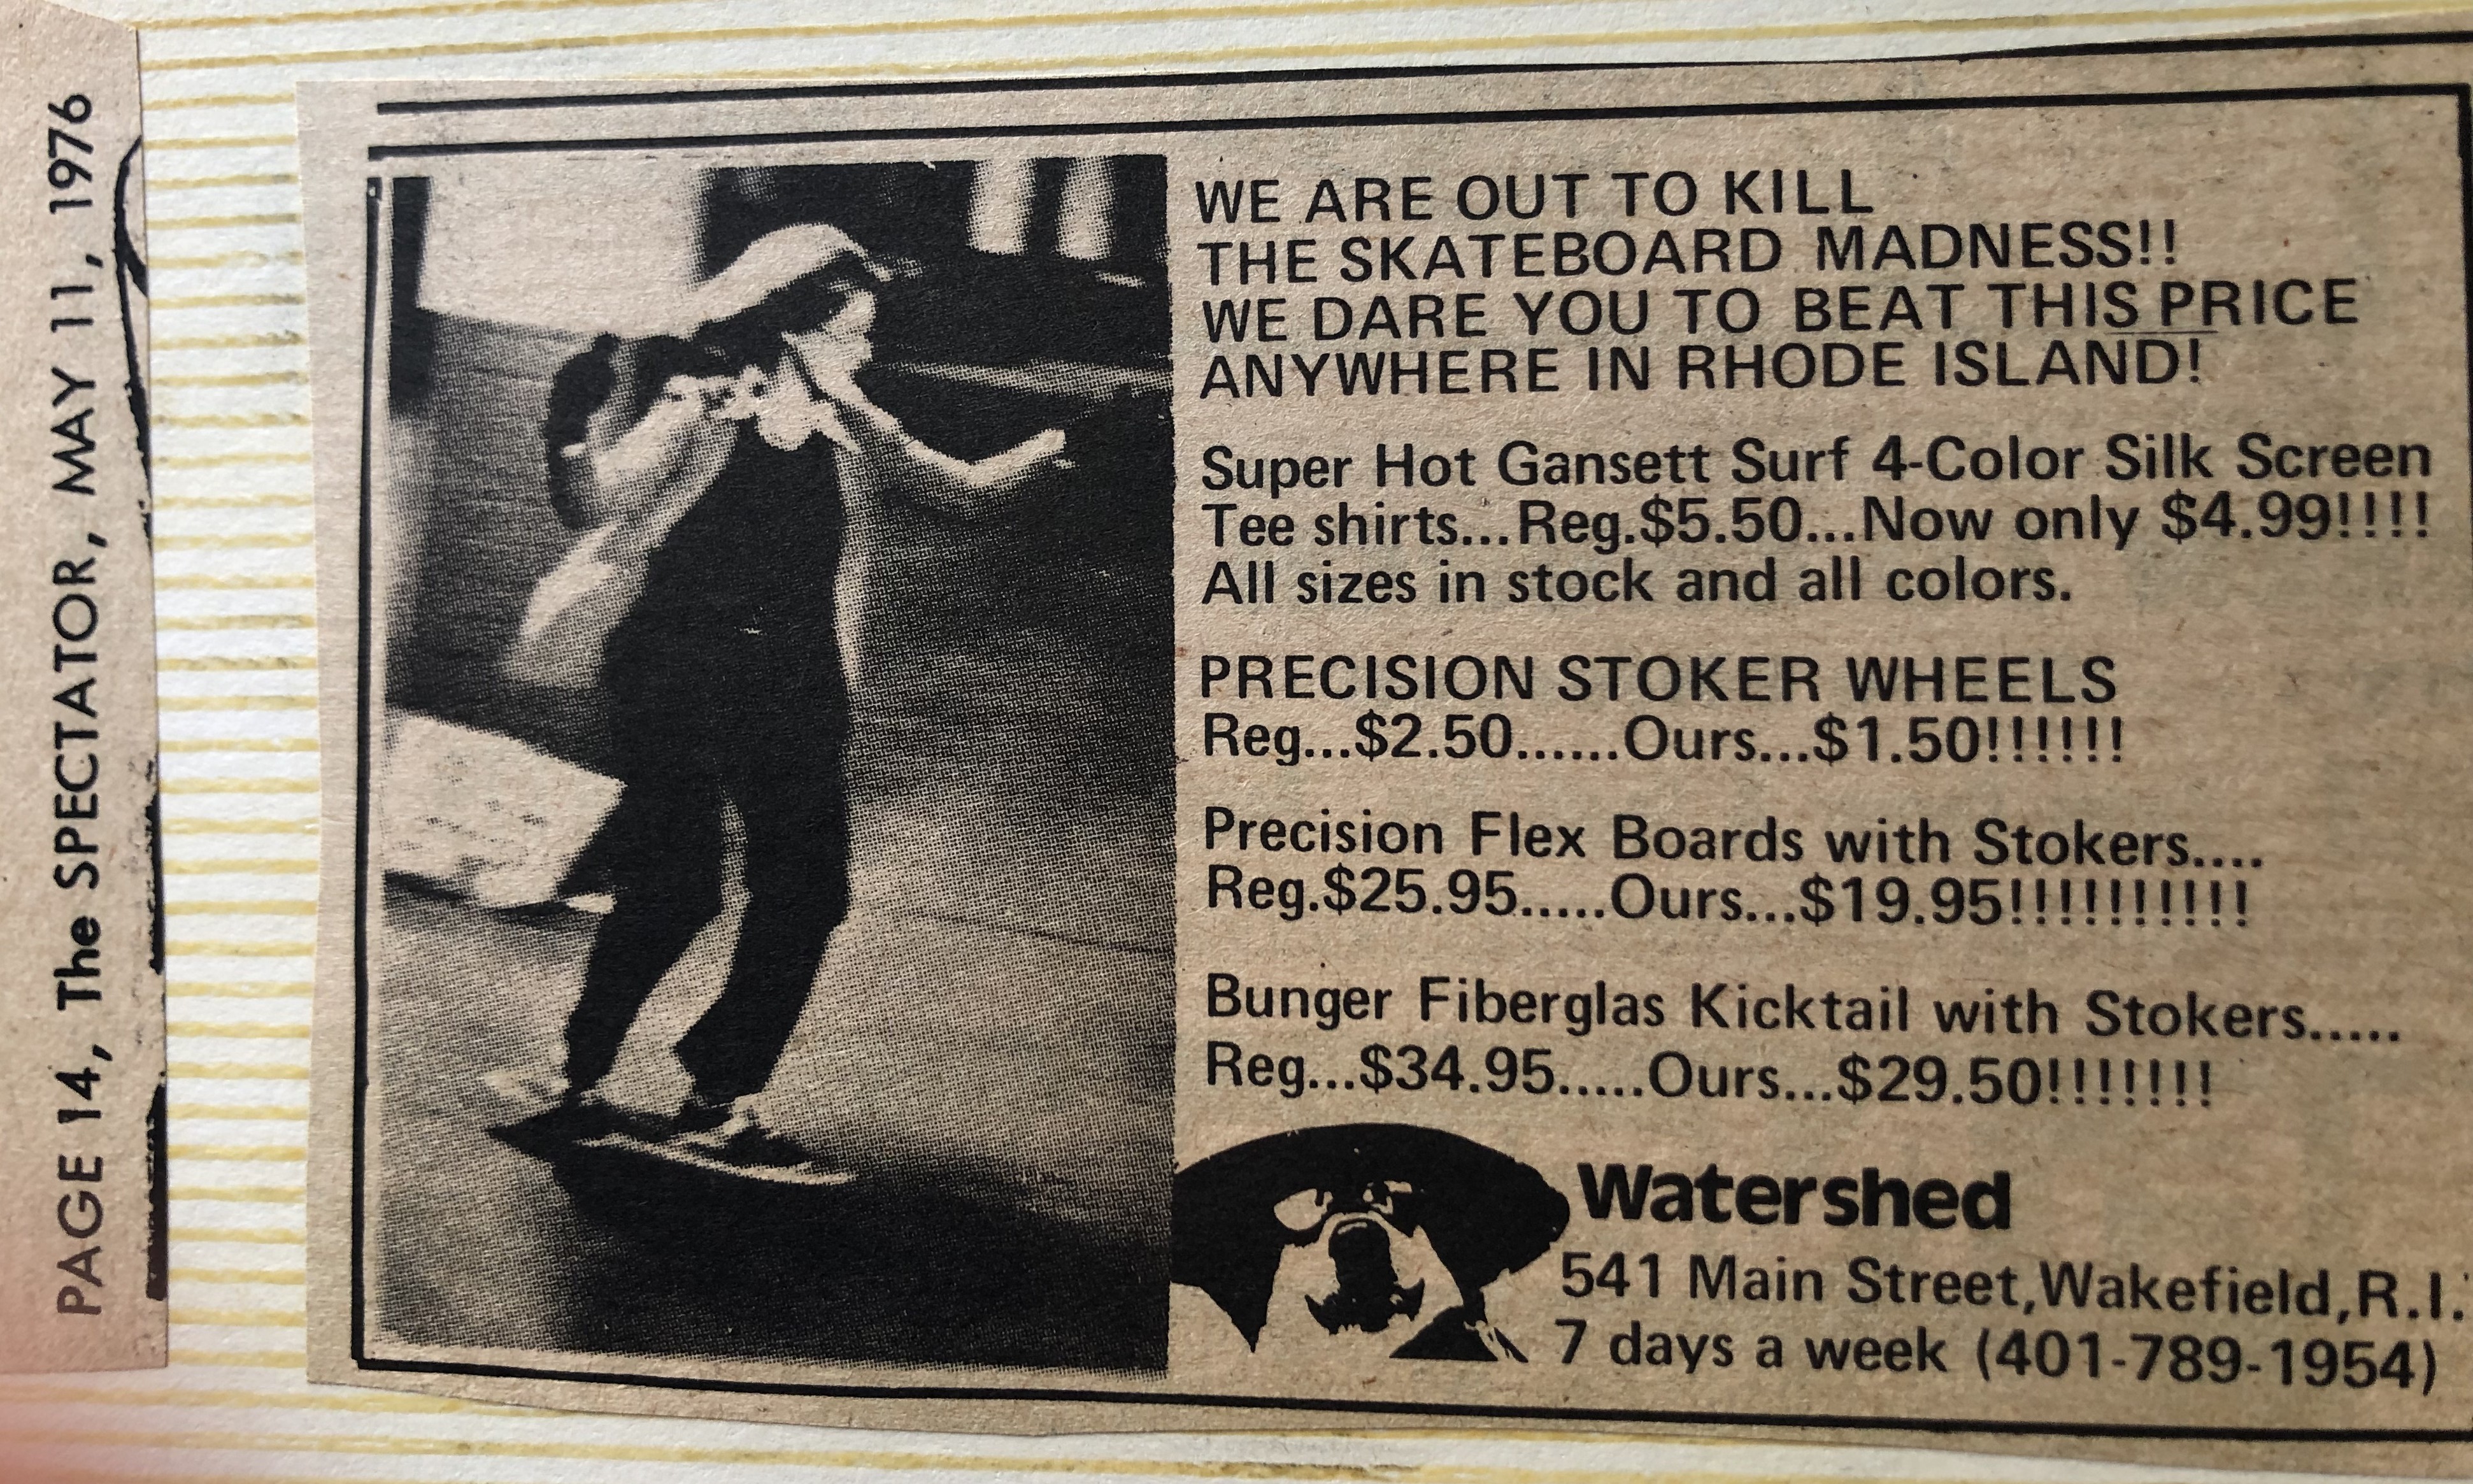 PAGE 14, The SPECTATOR, MAY 11, 1976
WE ARE OUT TO KILL
THE SKATEBOARD MADNESS!!
WE DARE YOU TO BEAT THIS PRICE
ANYWHERE IN RHODE ISLAND!
Super Hot Gansett Surf 4-Color Silk Screen
Tee shirts...Reg.$5.50...Now only $4.99!!!!
All sizes in stock and all colors.
PRECISION STOKER WHEELS
Reg...$2.50......Ours...$1.50!!!!!!
Precision Flex Boards with Stokers....
Reg.$25.95.....Ours...$19.95!!!!!!!!!!
Bunger Fiberglas Kicktail with Stokers.....
Reg...$34.95.....Ours...$29.50!!!!!!!
Watershed
541 Main Street,Wakefield,R.I.
7 days a week (401-789-1954)